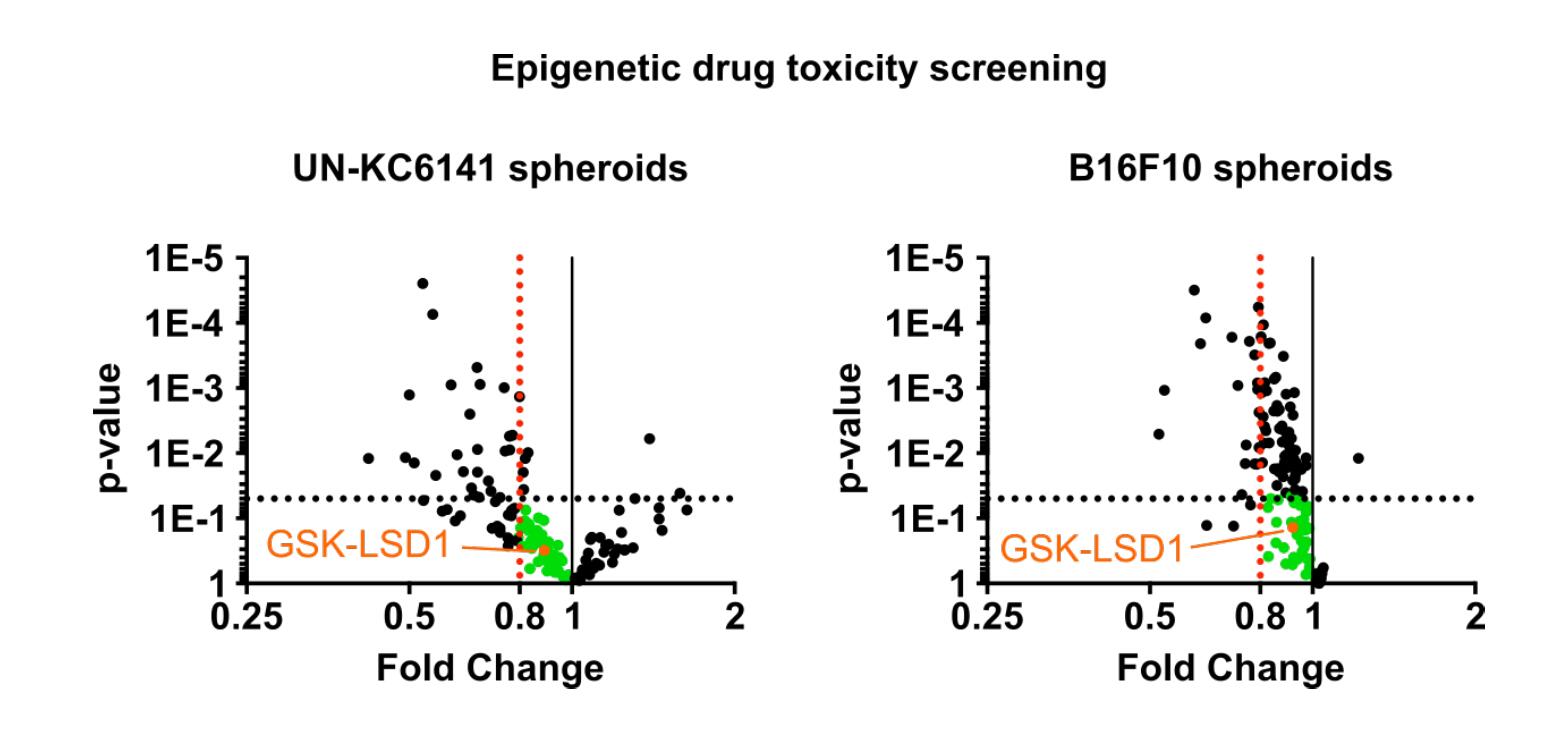 Epigenetic drug toxicity screening
UN-KC6141 spheroids
1E-5
1E-4
1E-3
1E-2
1E-1
1
p-value
GSK-LSD1
0.25 0.5 0.8 1 2
Fold Change
B16F10 spheroids
1E-5
1E-4
1E-3
1E-2
1E-1
1
p-value
GSK-LSD1
0.25 0.5 0.8 1 2
Fold Change